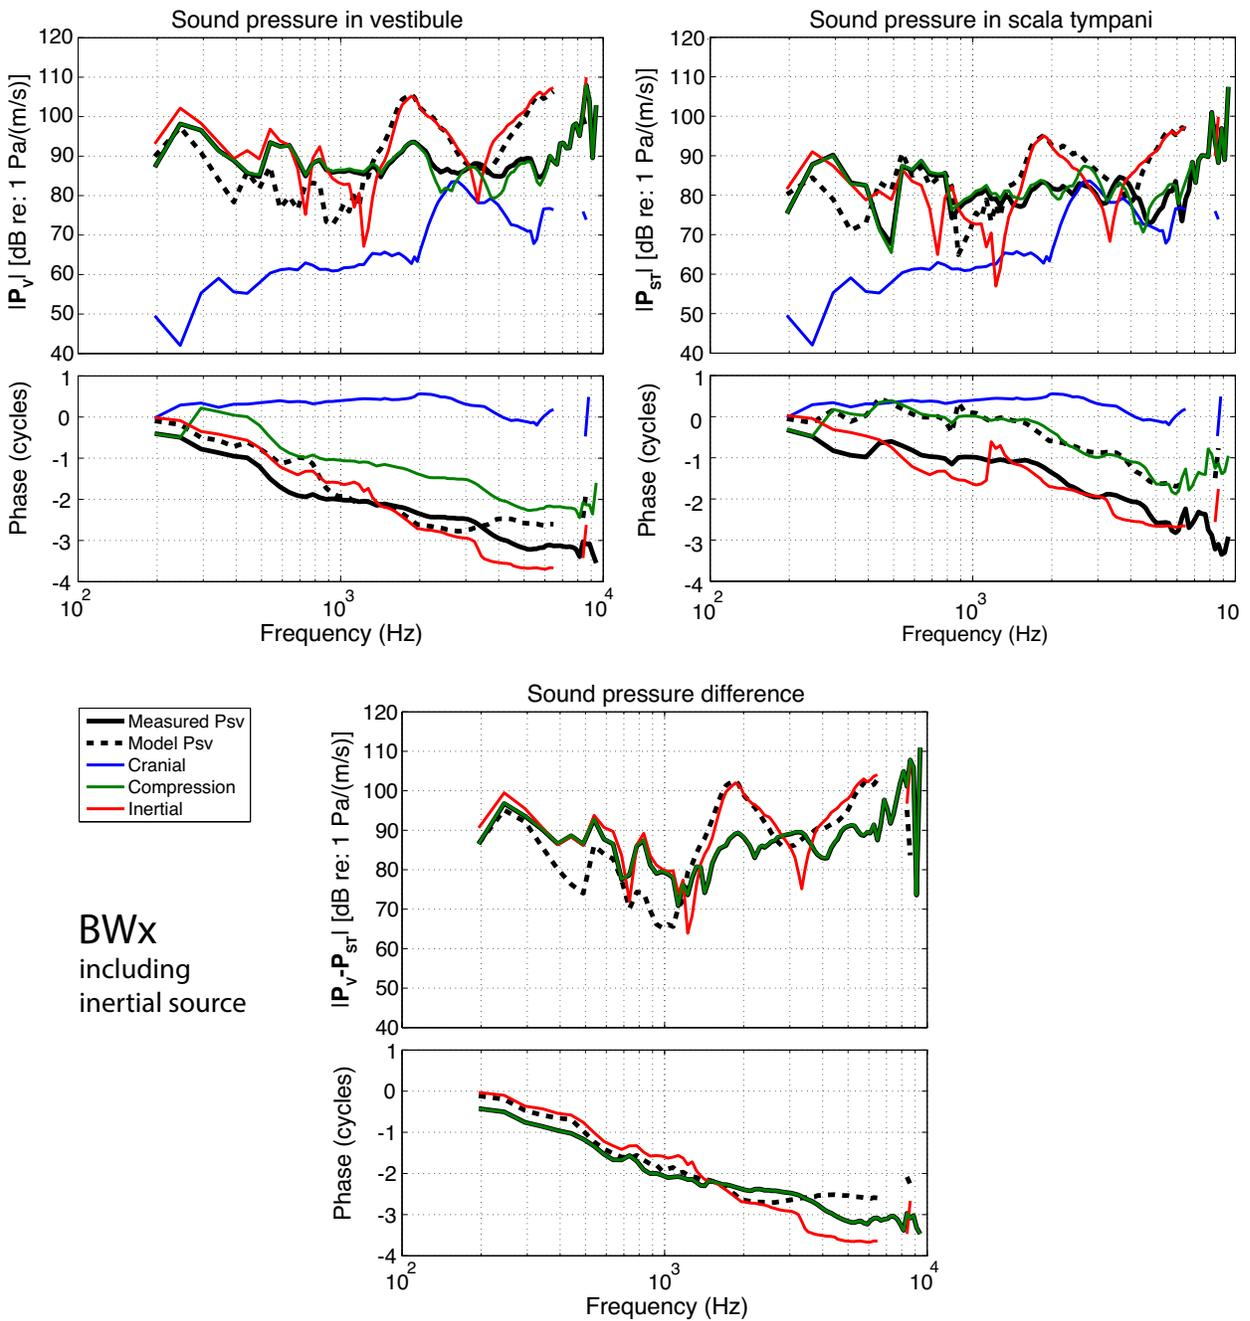 Sound pressure in vestibule
|P_V| [dB re: 1 Pa/(m/s)]
120
110
100
90
80
70
60
50
40
Phase (cycles)
1
0
-1
-2
-3
-4
10^2
10^3
10^4
Frequency (Hz)
Sound pressure in scala tympani
|P_ST| [dB re: 1 Pa/(m/s)]
120
110
100
90
80
70
60
50
40
Phase (cycles)
1
0
-1
-2
-3
-4
10^2
10^3
10
Frequency (Hz)
Measured Psv
Model Psv
Cranial
Compression
Inertial
BWx
including
inertial source
Sound pressure difference
|P_V-P_ST| [dB re: 1 Pa/(m/s)]
120
110
100
90
80
70
60
50
40
Phase (cycles)
1
0
-1
-2
-3
-4
10^2
10^3
10^4
Frequency (Hz)